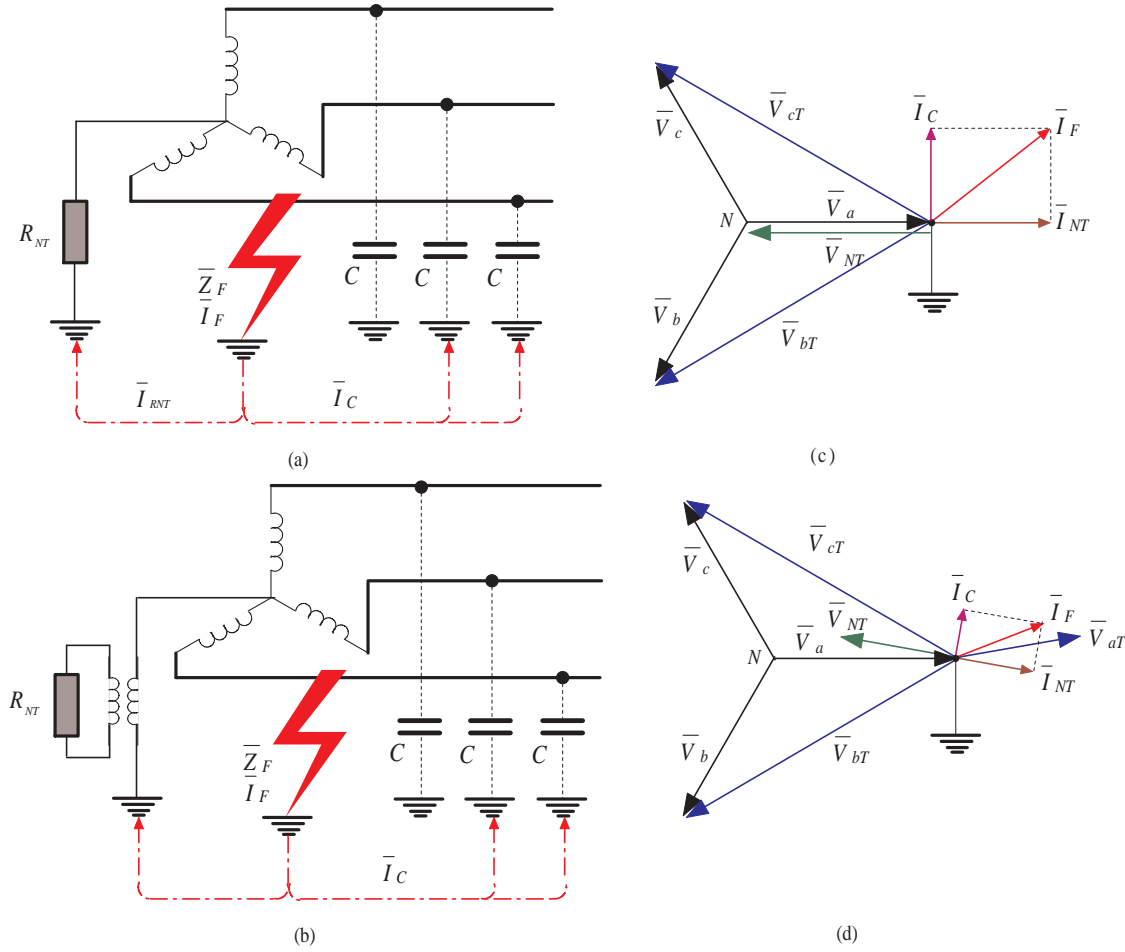 R NT
Z̅ F
I̅ F
C
C
C
I̅ RNT
I̅ C
(a)
V̅ cT
V̅ c
I̅ C
I̅ F
V̅ a
N
I̅ NT
V̅ NT
V̅ b
V̅ bT
(c)
R NT
Z̅ F
I̅ F
C
C
C
I̅ C
(b)
V̅ cT
V̅ c
I̅ C
I̅ F
V̅ NT
V̅ aT
V̅ a
N
I̅ NT
V̅ b
V̅ bT
(d)